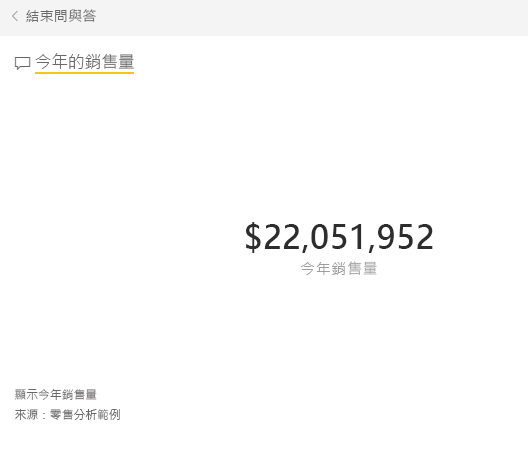 結束問與答
今年的銷售量
$22,051,952
今年銷售量
顯示今年銷售量
來源：零售分析範例